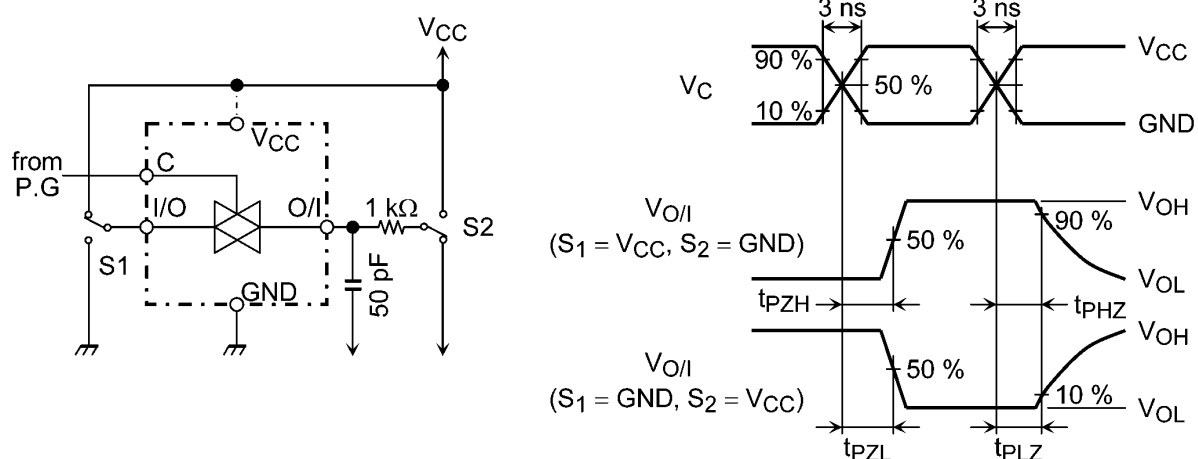 V_CC
V_CC
from
P.G
C
I/O
O/I
1 kΩ
S1
S2
50 pF
GND
3 ns
3 ns
V_C
90 %
10 %
50 %
V_CC
GND
V_O/I
(S_1 = V_CC, S_2 = GND)
50 %
90 %
V_OH
V_OL
t_PZH
t_PHZ
V_O/I
(S_1 = GND, S_2 = V_CC)
50 %
10 %
V_OH
V_OL
t_PZL
t_PLZ